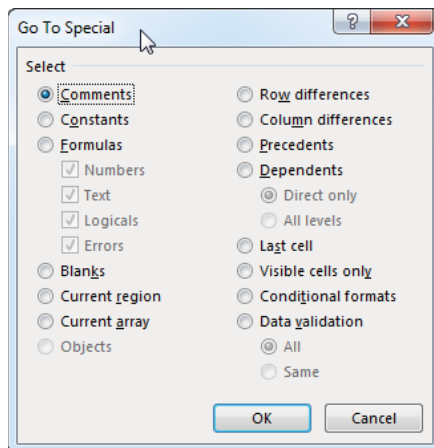 Go To Special
?
Select
Comments
Constants
Formulas
Numbers
Text
Logicals
Errors
Blanks
Current region
Current array
Objects
Row differences
Column differences
Precedents
Dependents
Direct only
All levels
Last cell
Visible cells only
Conditional formats
Data validation
All
Same
OK
Cancel